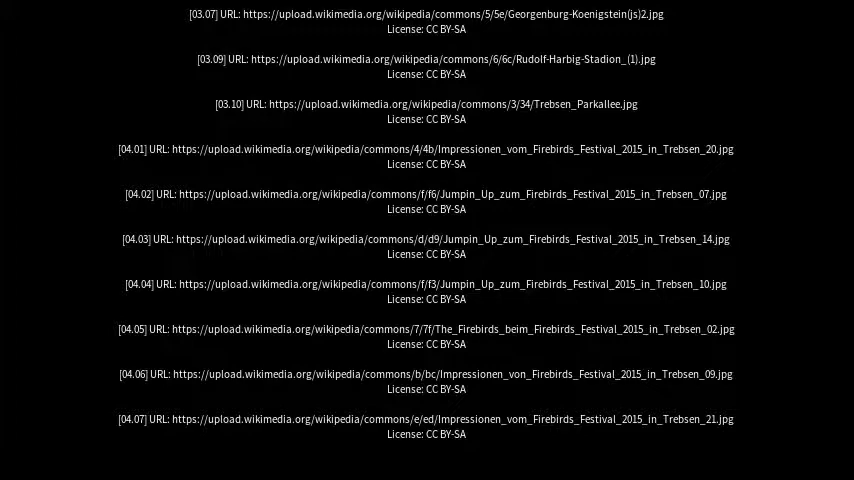 [03.07] URL: https://upload.wikimedia.org/wikipedia/commons/5/5e/Georgenburg-Koenigstein(js)2.jpg
License: CC BY-SA
[03.09] URL: https://upload.wikimedia.org/wikipedia/commons/6/6c/Rudolf-Harbig-Stadion_(1).jpg
License: CC BY-SA
[03.10] URL: https://upload.wikimedia.org/wikipedia/commons/3/34/Trebsen_Parkallee.jpg
License: CC BY-SA
[04.01] URL: https://upload.wikimedia.org/wikipedia/commons/4/4b/Impressionen_vom_Firebirds_Festival_2015_in_Trebsen_20.jpg
License: CC BY-SA
[04.02] URL: https://upload.wikimedia.org/wikipedia/commons/f/f6/Jumpin_Up_zum_Firebirds_Festival_2015_in_Trebsen_07.jpg
License: CC BY-SA
[04.03] URL: https://upload.wikimedia.org/wikipedia/commons/d/d9/Jumpin_Up_zum_Firebirds_Festival_2015_in_Trebsen_14.jpg
License: CC BY-SA
[04.04] URL: https://upload.wikimedia.org/wikipedia/commons/f/f3/Jumpin_Up_zum_Firebirds_Festival_2015_in_Trebsen_10.jpg
License: CC BY-SA
[04.05] URL: https://upload.wikimedia.org/wikipedia/commons/7/7f/The_Firebirds_beim_Firebirds_Festival_2015_in_Trebsen_02.jpg
License: CC BY-SA
[04.06] URL: https://upload.wikimedia.org/wikipedia/commons/b/bc/Impressionen_von_Firebirds_Festival_2015_in_Trebsen_09.jpg
License: CC BY-SA
[04.07] URL: https://upload.wikimedia.org/wikipedia/commons/e/ed/Impressionen_vom_Firebirds_Festival_2015_in_Trebsen_21.jpg
License: CC BY-SA